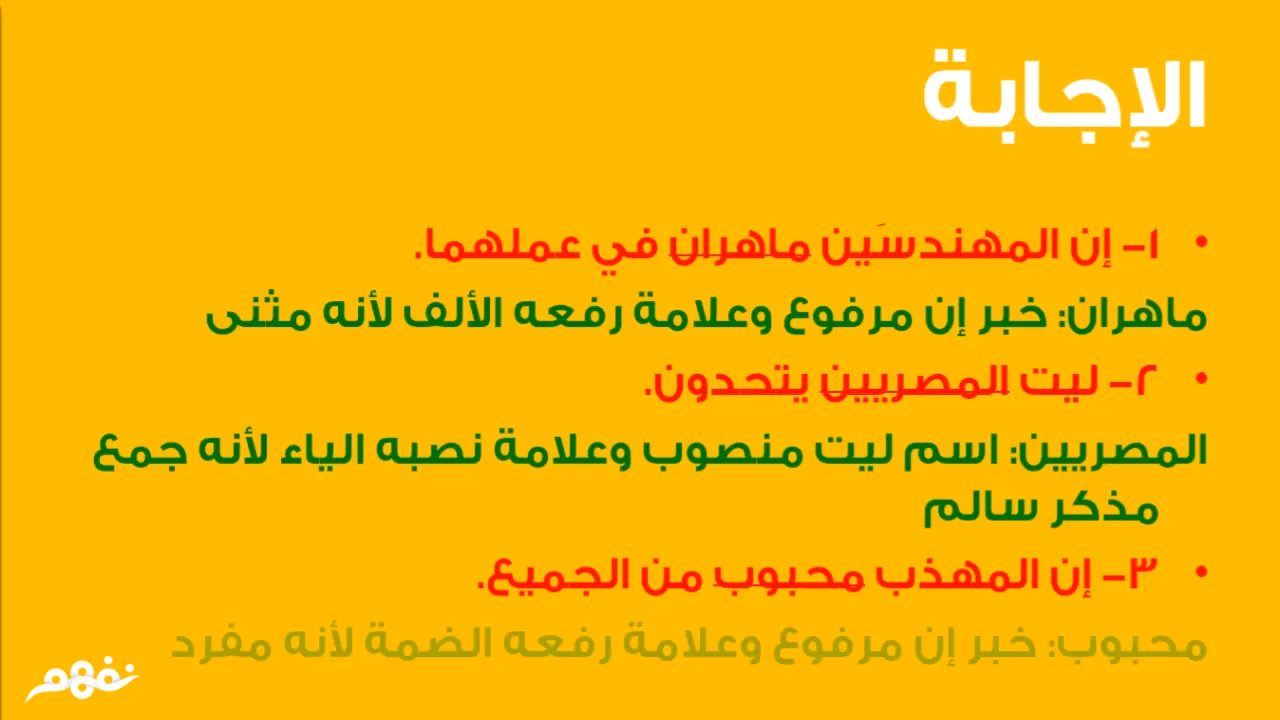 الإجابة
• ١- إن المهندسَين ماهران في عملهما.
ماهران: خبر إن مرفوع وعلامة رفعه الألف لأنه مثنى
• ٢- ليت المصريين يتحدون.
المصريين: اسم ليت منصوب وعلامة نصبه الياء لأنه جمع
مذكر سالم
• ٣- إن المهذب محبوب من الجميع.
محبوب: خبر إن مرفوع وعلامة رفعه الضمة لأنه مفرد
نفهم